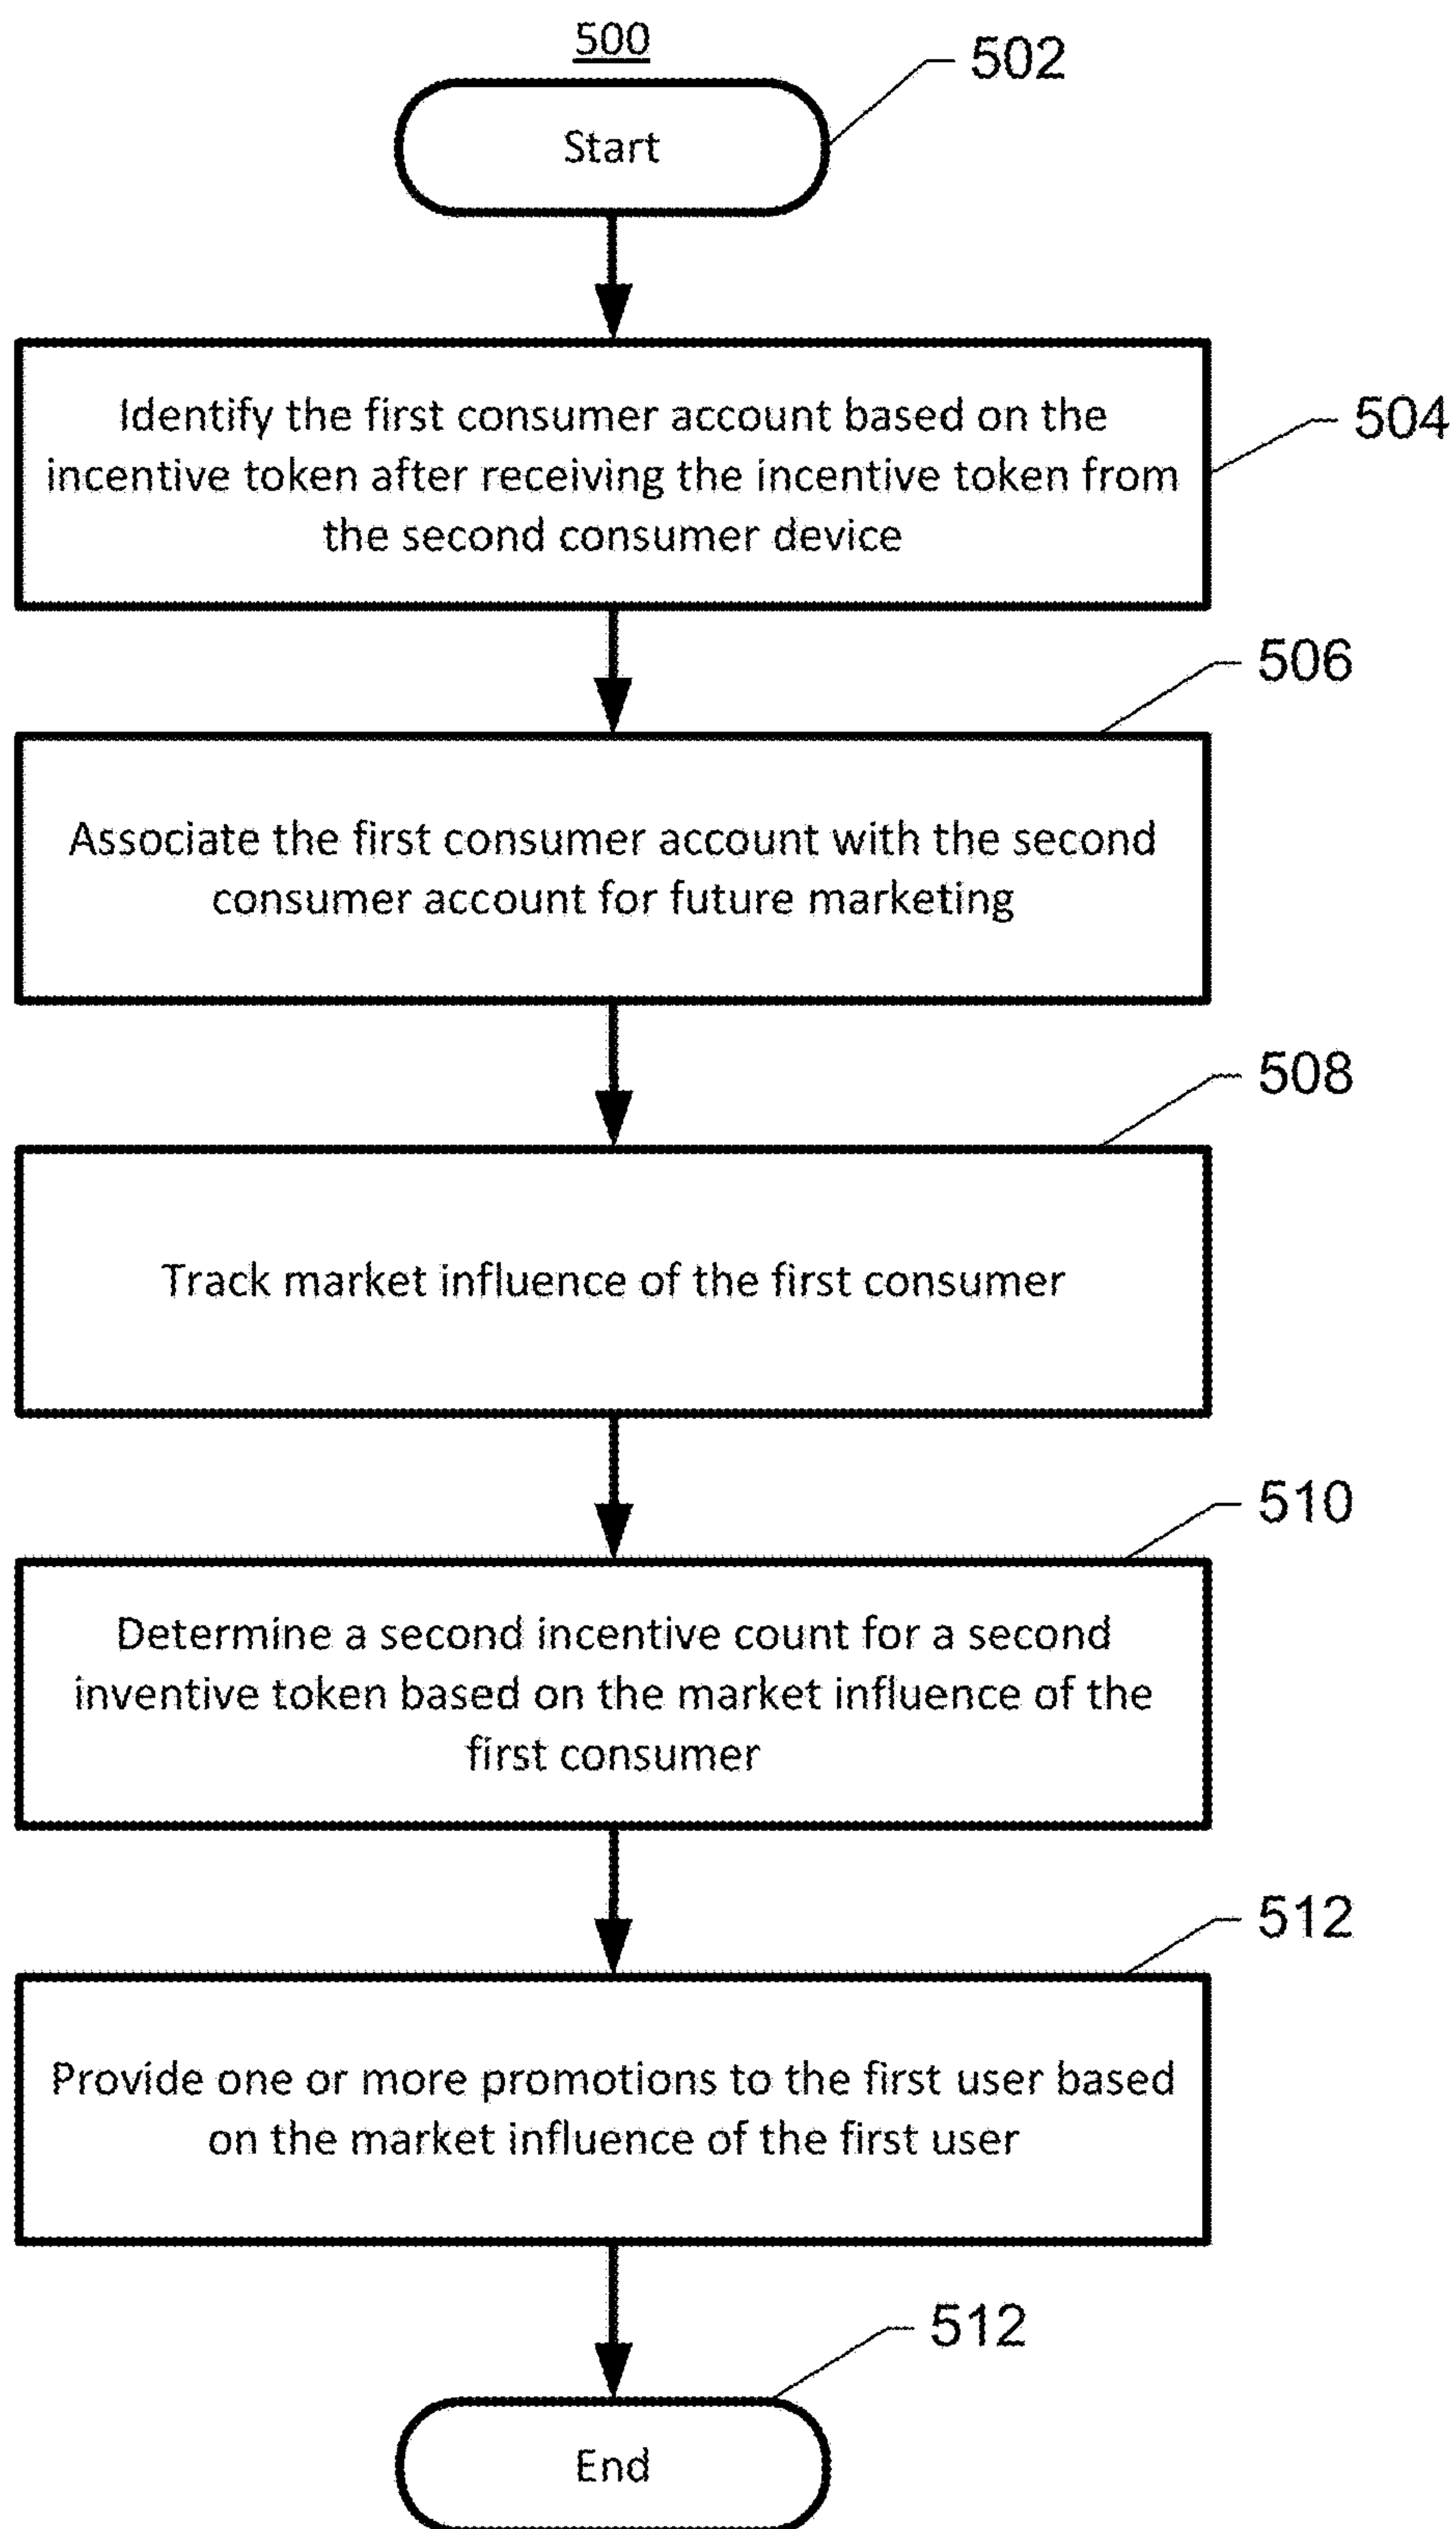 500
502
Start
Identify the first consumer account based on the
incentive token after receiving the incentive token from
the second consumer device
504
506
Associate the first consumer account with the second
consumer account for future marketing
508
Track market influence of the first consumer
510
Determine a second incentive count for a second
inventive token based on the market influence of the
first consumer
512
Provide one or more promotions to the first user based
on the market influence of the first user
512
End